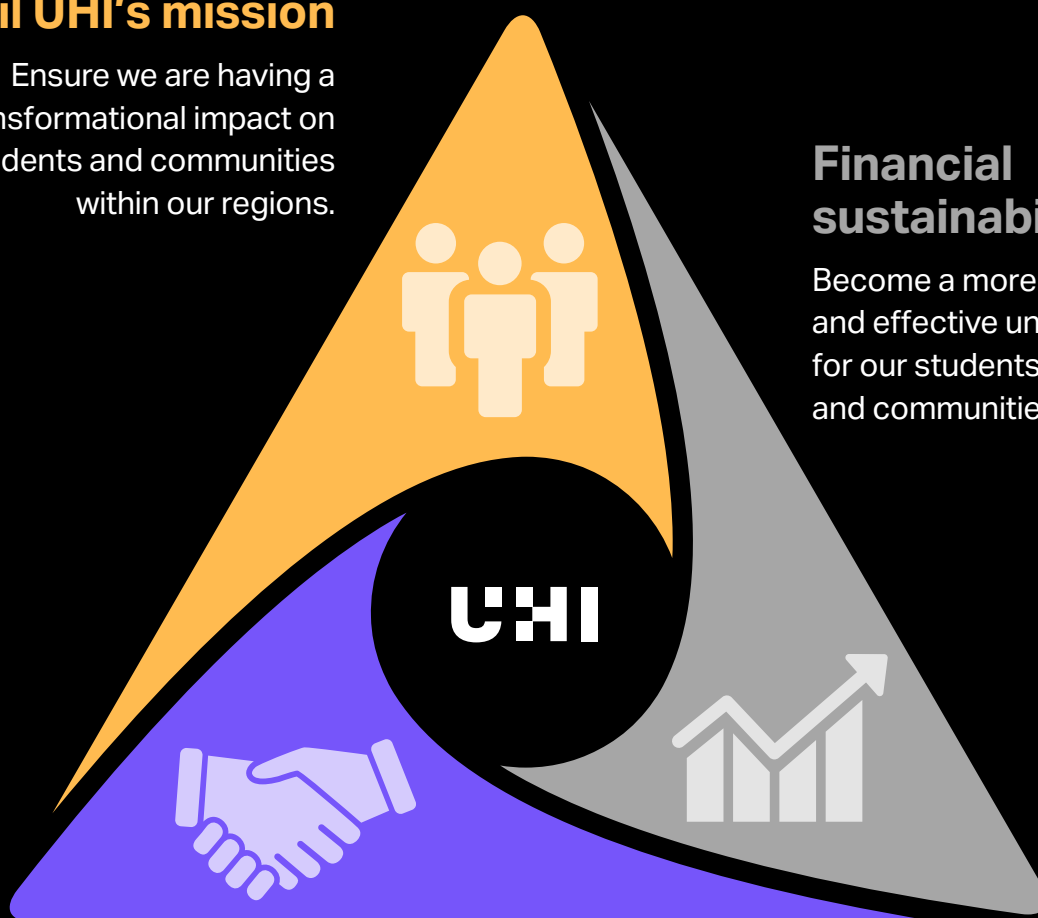 il UHI's mission
Ensure we are having a
nsformational impact on
dents and communities
within our regions.
Financial
sustainabi
Become a more
and effective un
for our students
and communitie
UHI